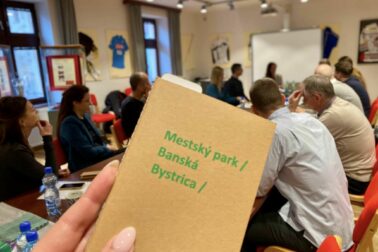 Mestský park /
Banská
Bystrica /